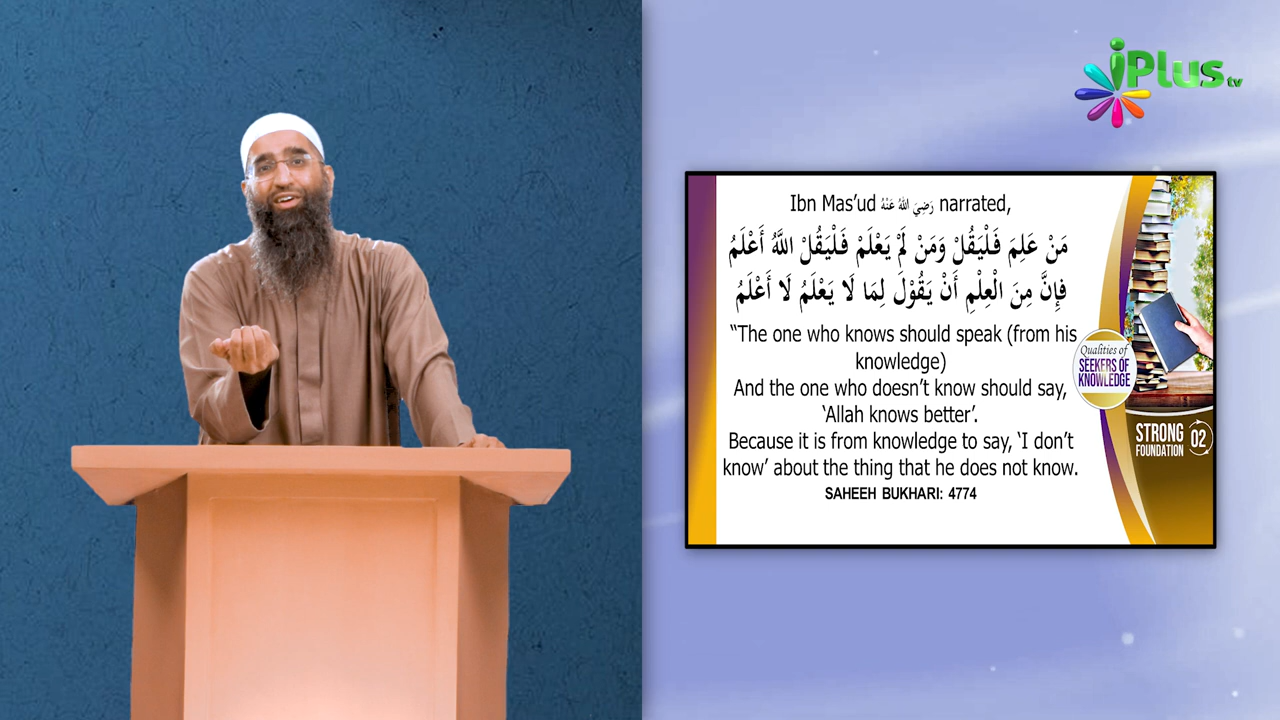 iPlus tv
Ibn Mas’ud رَضِيَ اللهُ عَنْهُ narrated,
مَنْ عَلِمَ فَلْيَقُلْ وَمَنْ لَمْ يَعْلَمْ فَلْيَقُلْ اللَّهُ أَعْلَمُ
فَإِنَّ مِنَ الْعِلْمِ أَنْ يَقُوْلَ لِمَا لَا يَعْلَمُ لَا أَعْلَمُ
“The one who knows should speak (from his
knowledge)
And the one who doesn’t know should say,
‘Allah knows better’.
Because it is from knowledge to say, ‘I don’t
know’ about the thing that he does not know.
SAHEEH BUKHARI: 4774
Qualities of
SEEKERS OF
KNOWLEDGE
STRONG
FOUNDATION
02